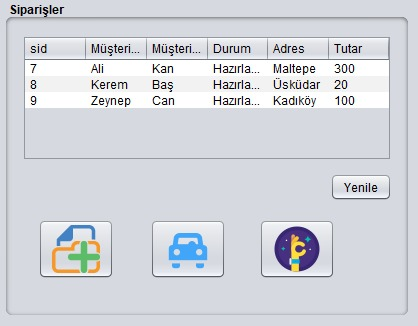 Siparişler
sid Müşteri... Müşteri... Durum Adres Tutar
7 Ali Kan Hazırla... Maltepe 300
8 Kerem Baş Hazırla... Üsküdar 20
9 Zeynep Can Hazırla... Kadıköy 100
Yenile